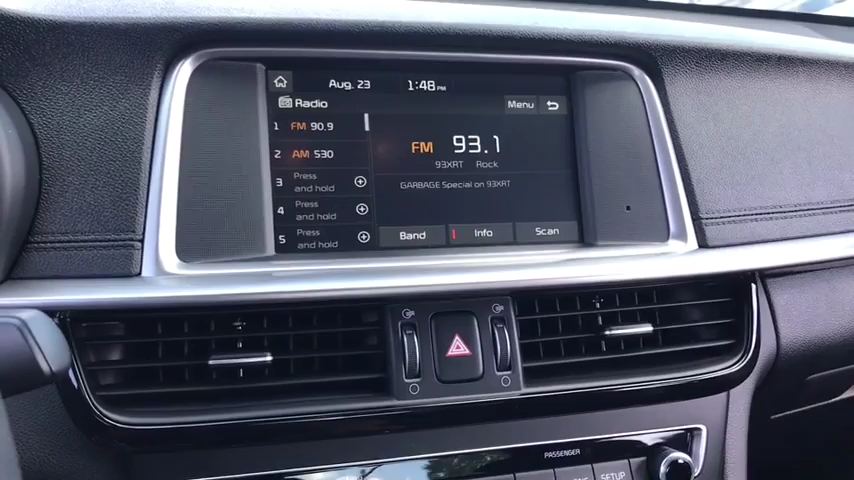 Aug. 23 1:48 PM
Radio Menu
1 FM 90.9
2 AM 530
3 Press and hold
4 Press and hold
5 Press and hold
FM 93.1
93XRT Rock
GARBAGE Special on 93XRT
Band Info Scan
PASSENGER
SETUP